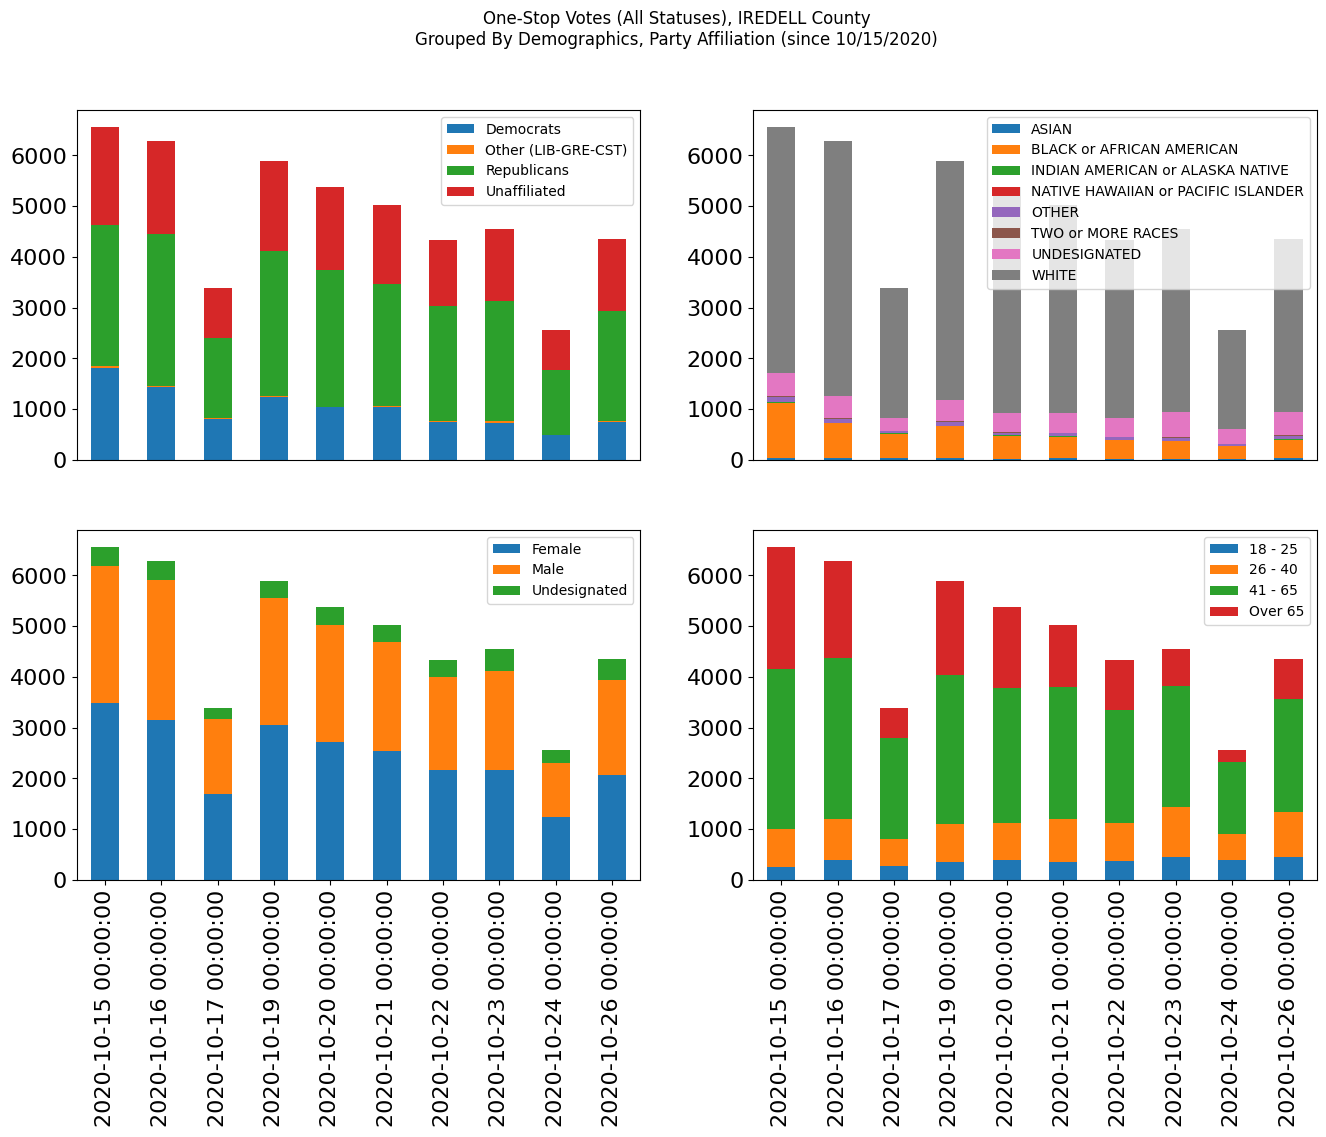 One-Stop Votes (All Statuses), IREDELL County
Grouped By Demographics, Party Affiliation (since 10/15/2020)
6000
5000
4000
3000
2000
1000
0
Democrats
Other (LIB-GRE-CST)
Republicans
Unaffiliated
6000
5000
4000
3000
2000
1000
0
ASIAN
BLACK or AFRICAN AMERICAN
INDIAN AMERICAN or ALASKA NATIVE
NATIVE HAWAIIAN or PACIFIC ISLANDER
OTHER
TWO or MORE RACES
UNDESIGNATED
WHITE
6000
5000
4000
3000
2000
1000
0
Female
Male
Undesignated
2020-10-15 00:00:00
2020-10-16 00:00:00
2020-10-17 00:00:00
2020-10-19 00:00:00
2020-10-20 00:00:00
2020-10-21 00:00:00
2020-10-22 00:00:00
2020-10-23 00:00:00
2020-10-24 00:00:00
2020-10-26 00:00:00
6000
5000
4000
3000
2000
1000
0
18 - 25
26 - 40
41 - 65
Over 65
2020-10-15 00:00:00
2020-10-16 00:00:00
2020-10-17 00:00:00
2020-10-19 00:00:00
2020-10-20 00:00:00
2020-10-21 00:00:00
2020-10-22 00:00:00
2020-10-23 00:00:00
2020-10-24 00:00:00
2020-10-26 00:00:00